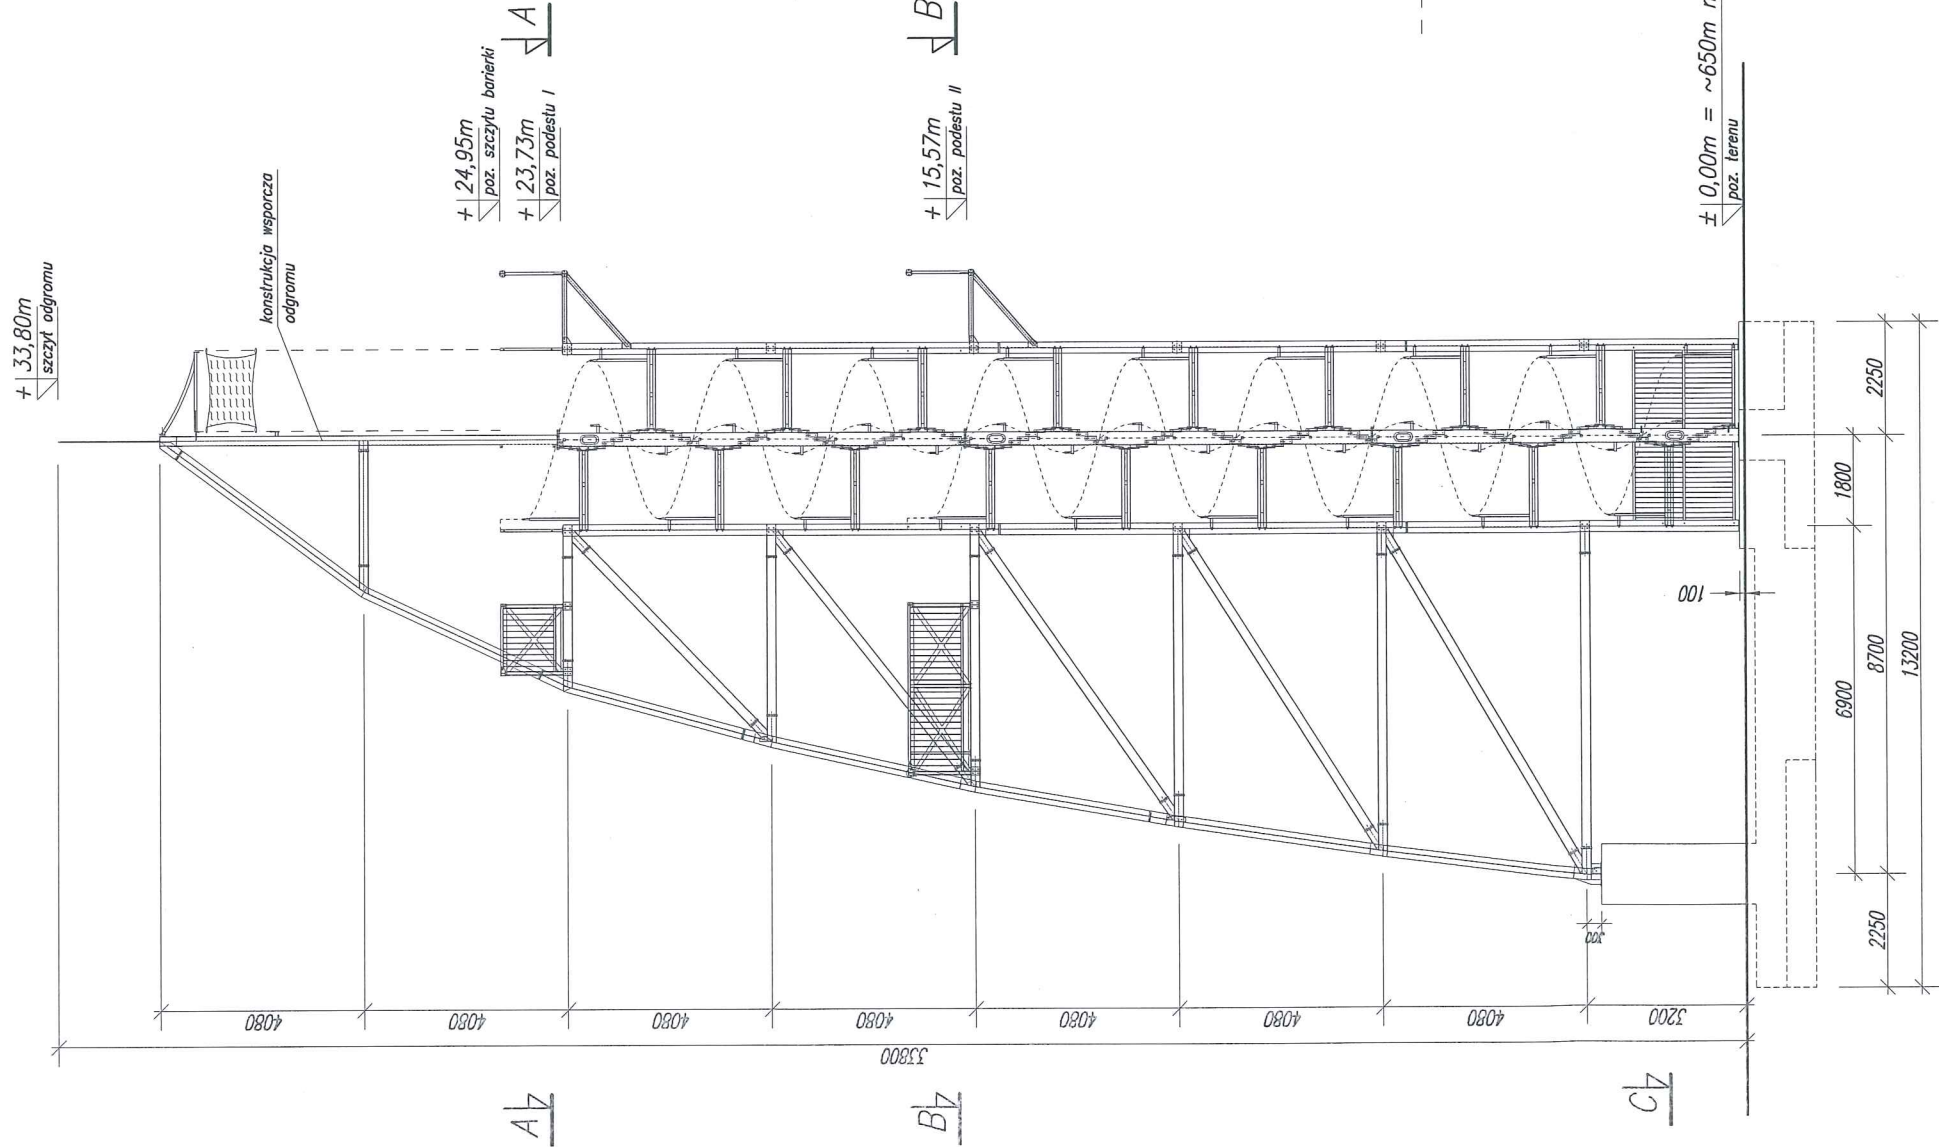 + 33,80m
szczyt odgromu
konstrukcja wsporcza
odgromu
+ 24,95m
poz. szczytu barierki
+ 23,73m
poz. podestu I
A
+ 15,57m
poz. podestu II
B
± 0,00m = ~650m
poz. terenu
4080
4080
4080
4080
4080
4080
4080
3200
33800
300
100
2250
1800
6900
8700
2250
13200
A
B
C